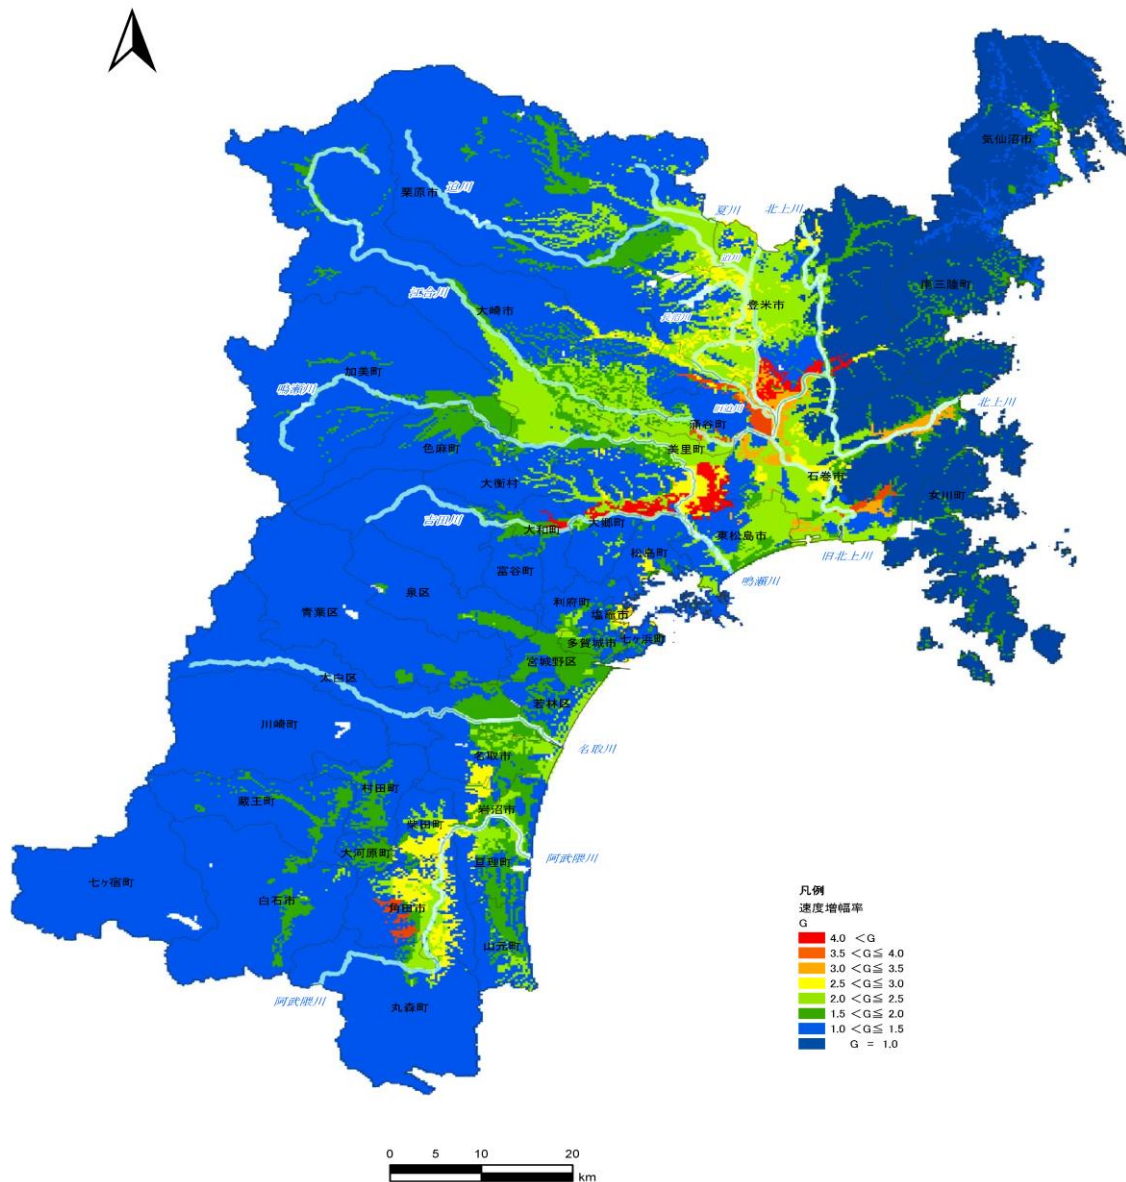 気仙沼市
栗原市
迫川
夏川
北上川
迫川
南三陸町
江合川
大崎市
登米市
長沼川
加美町
鳴瀬川
旧迫川
涌谷町
北上川
色麻町
美里町
大衡村
石巻市
女川町
吉田川
大和町
大郷町
東松島市
松島町
旧北上川
富谷町
鳴瀬川
泉区
青葉区
利府町
塩竈市
多賀城市
七ヶ浜町
宮城野区
太白区
若林区
川崎町
名取市
名取川
村田町
蔵王町
岩沼市
柴田町
大河原町
亘理町
阿武隈川
七ヶ宿町
白石市
角田市
山元町
阿武隈川
丸森町
凡例
速度増幅率
G
4.0 <G
3.5 <G≦ 4.0
3.0 <G≦ 3.5
2.5 <G≦ 3.0
2.0 <G≦ 2.5
1.5 <G≦ 2.0
1.0 <G≦ 1.5
G = 1.0
0 5 10 20
km